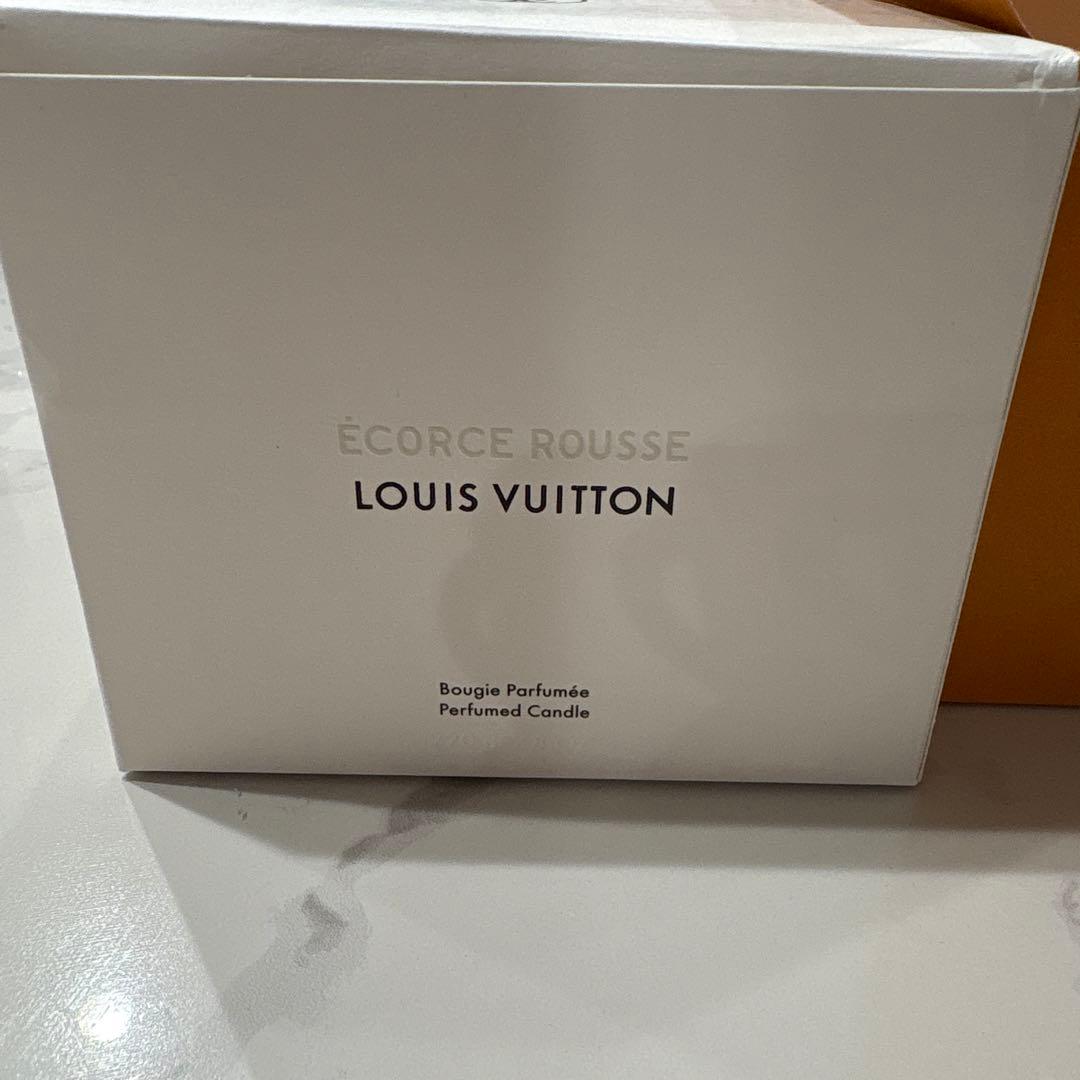 ÉCORCE ROUSSE
LOUIS VUITTON
Bougie Parfumée
Perfumed Candle